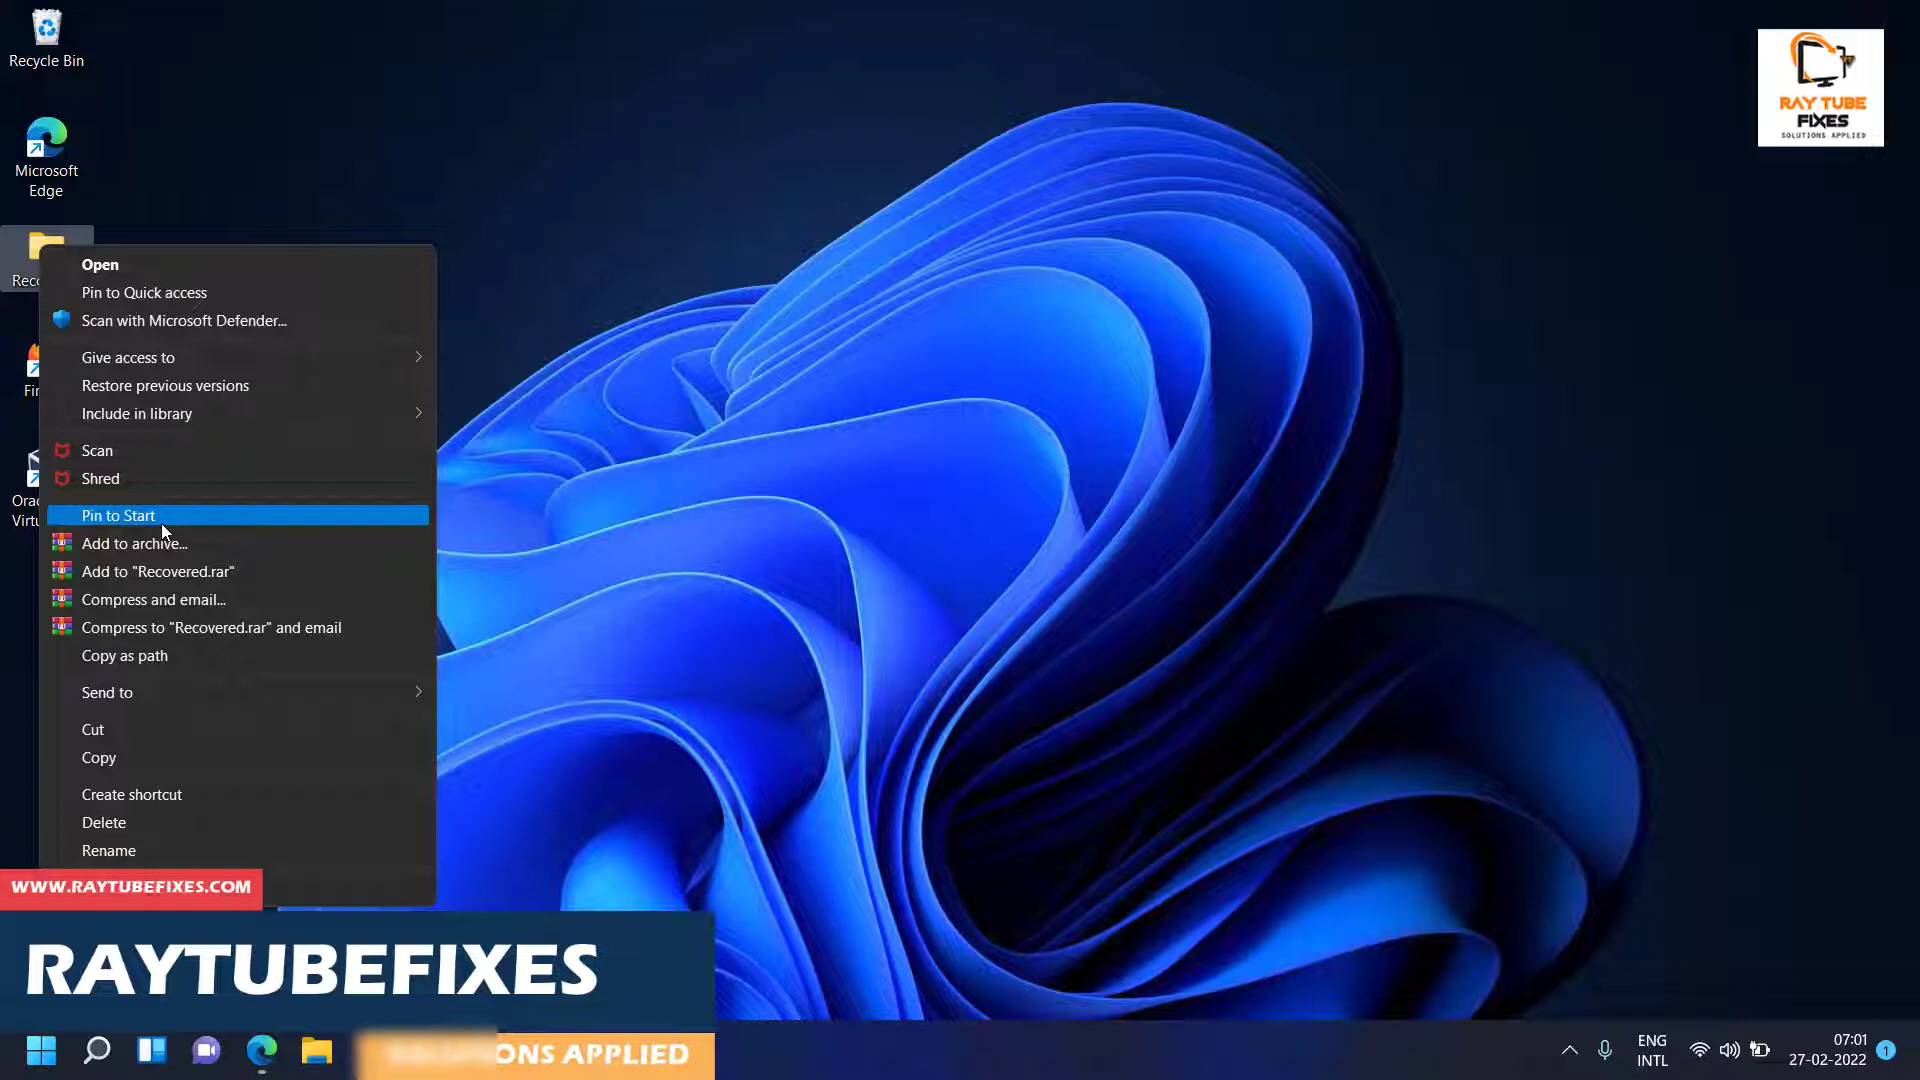 Recycle Bin
RAY TUBE
FIXES
SOLUTIONS APPLIED
Microsoft
Edge
Open
Pin to Quick access
Scan with Microsoft Defender...
Give access to
Restore previous versions
Include in library
Scan
Shred
Pin to Start
Add to archive...
Add to "Recovered.rar"
Compress and email...
Compress to "Recovered.rar" and email
Copy as path
Send to
Cut
Copy
Create shortcut
Delete
Rename
WWW.RAYTUBEFIXES.COM
RAYTUBEFIXES
APPLIED
ENG
INTL
07:01
27-02-2022
1